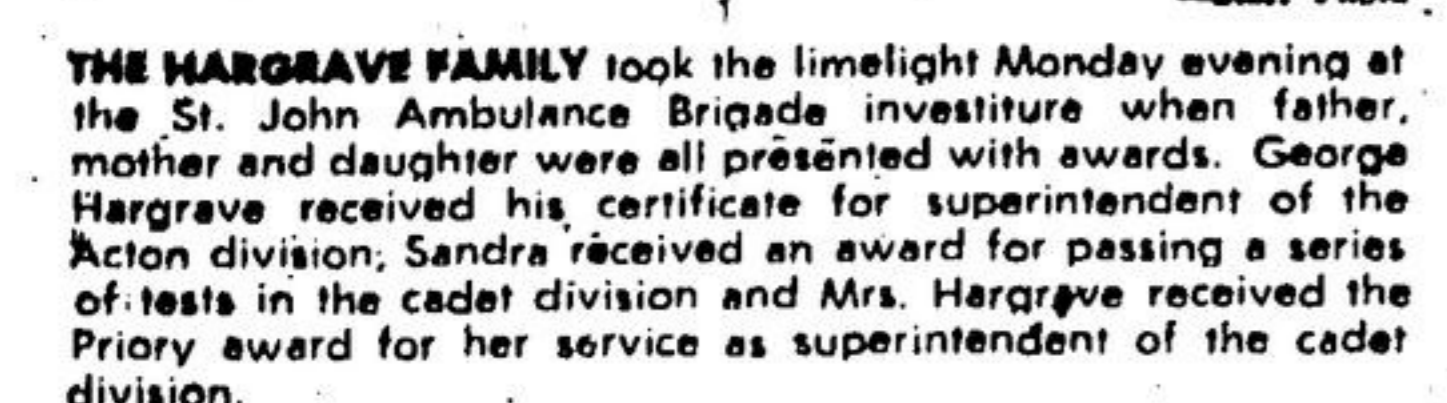 THE HARGRAVE FAMILY took the limelight Monday evening at
the St. John Ambulance Brigade investiture when father,
mother and daughter were all presented with awards. George
Hargrave received his certificate for superintendent of the
Acton division; Sandra received an award for passing a series
of tests in the cadet division and Mrs. Hargrave received the
Priory award for her service as superintendent of the cadet
division.